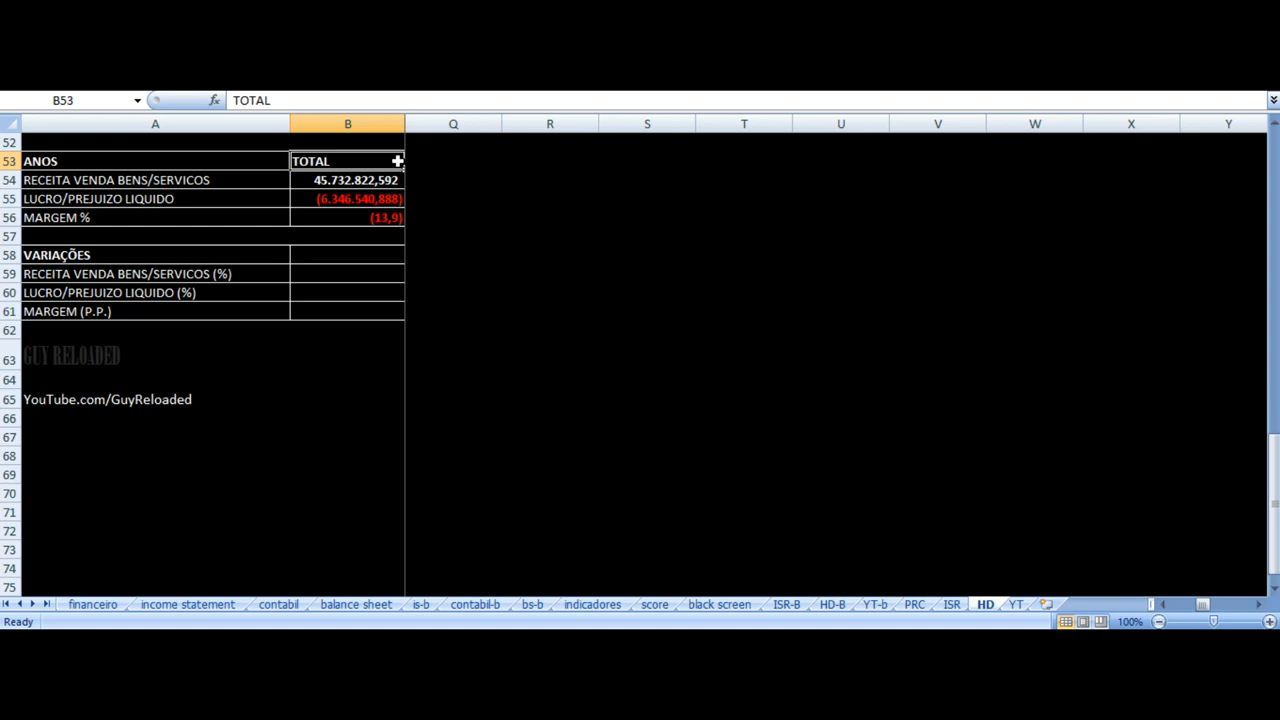 B53 fx TOTAL
A B Q R S T U V W X Y
52
53 ANOS TOTAL
54 RECEITA VENDA BENS/SERVICOS 45.732.822,592
55 LUCRO/PREJUIZO LIQUIDO (6.346.540,888)
56 MARGEM % (13,9)
57
58 VARIAÇÕES
59 RECEITA VENDA BENS/SERVICOS (%)
60 LUCRO/PREJUIZO LIQUIDO (%)
61 MARGEM (P.P.)
62
63 GUY RELOADED
64
65 YouTube.com/GuyReloaded
66
67
68
69
70
71
72
73
74
75
financeiro income statement contabil balance sheet is-b contabil-b bs-b indicadores score black screen ISR-B HD-B YT-b PRC ISR HD YT
Ready 100%